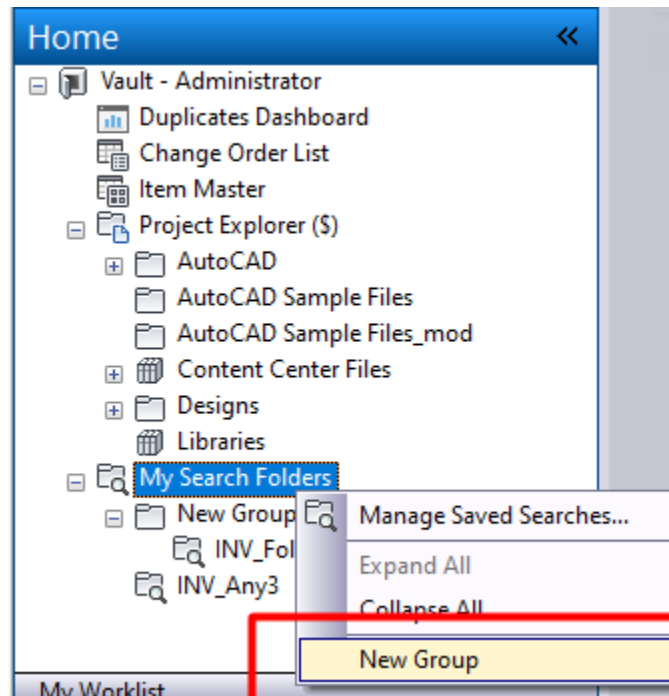 Home «
Vault - Administrator
Duplicates Dashboard
Change Order List
Item Master
Project Explorer ($)
AutoCAD
AutoCAD Sample Files
AutoCAD Sample Files_mod
Content Center Files
Designs
Libraries
My Search Folders
New Group
INV_Fol
INV_Any3
Manage Saved Searches...
Expand All
Collapse All
New Group
My Worklist